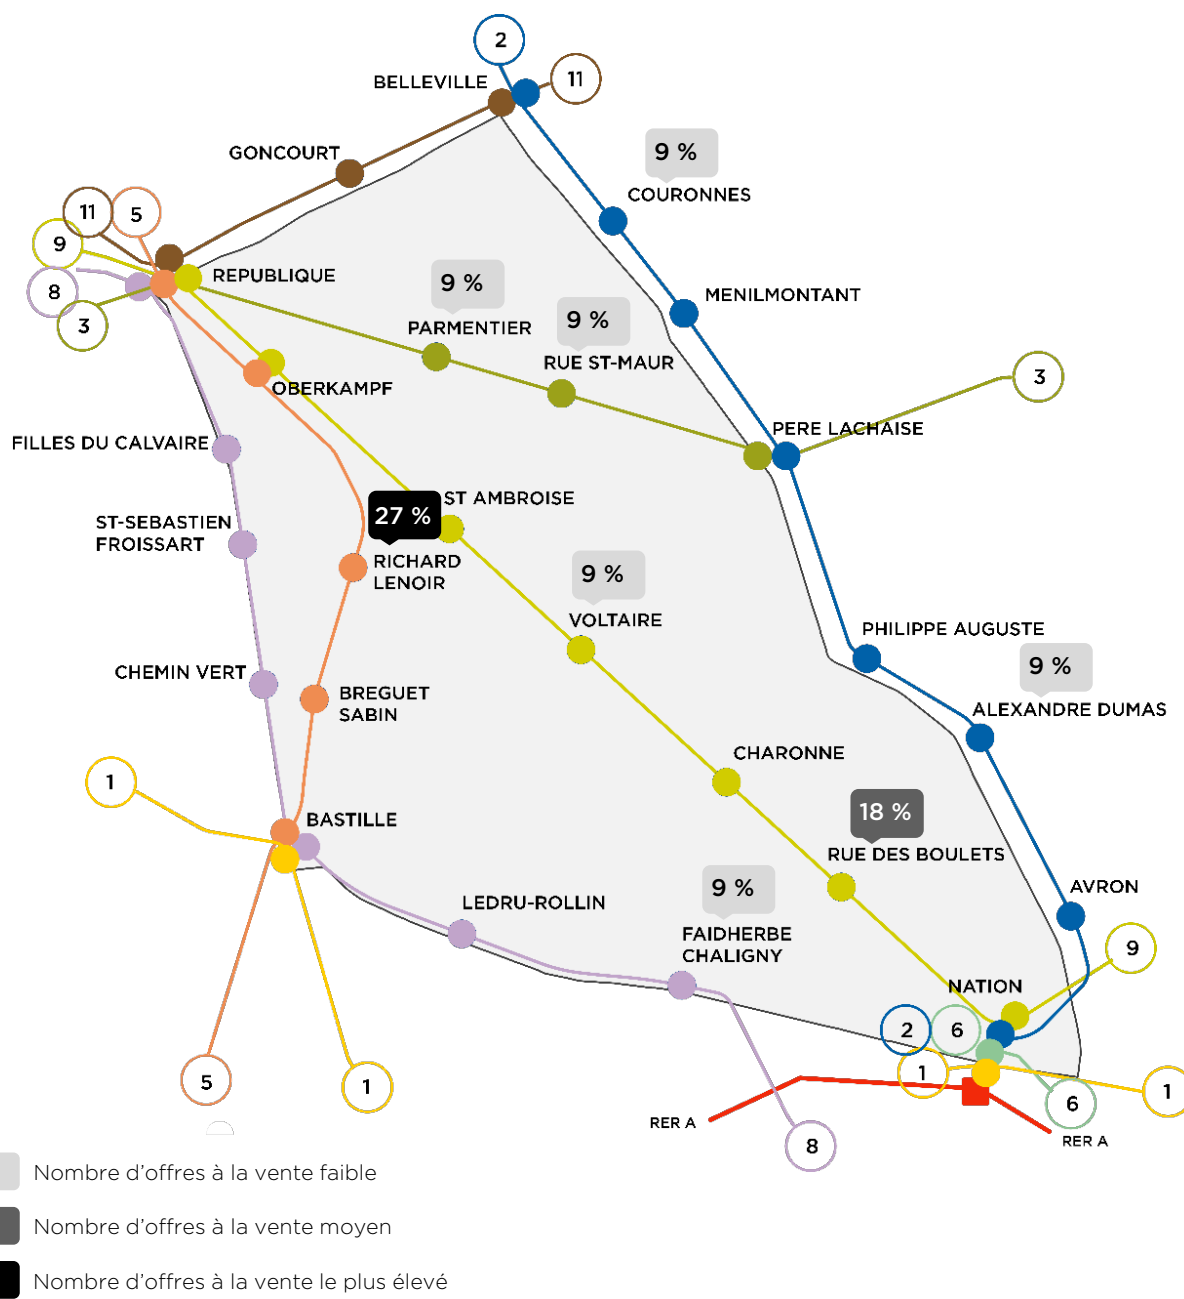 2
BELLEVILLE
11
9 %
GONCOURT
COURONNES
11
5
9
REPUBLIQUE
8
3
9 %
MENILMONTANT
PARMENTIER
9 %
RUE ST-MAUR
OBERKAMPF
3
PERE LACHAISE
FILLES DU CALVAIRE
ST AMBROISE
27 %
ST-SEBASTIEN
FROISSART
RICHARD
LENOIR
9 %
VOLTAIRE
PHILIPPE AUGUSTE
9 %
CHEMIN VERT
BREGUET
SABIN
ALEXANDRE DUMAS
CHARONNE
1
18 %
BASTILLE
RUE DES BOULETS
9 %
AVRON
LEDRU-ROLLIN
FAIDHERBE
CHALIGNY
9
NATION
2
6
1
5
1
1
6
RER A
8
RER A
Nombre d'offres à la vente faible
Nombre d'offres à la vente moyen
Nombre d'offres à la vente le plus élevé